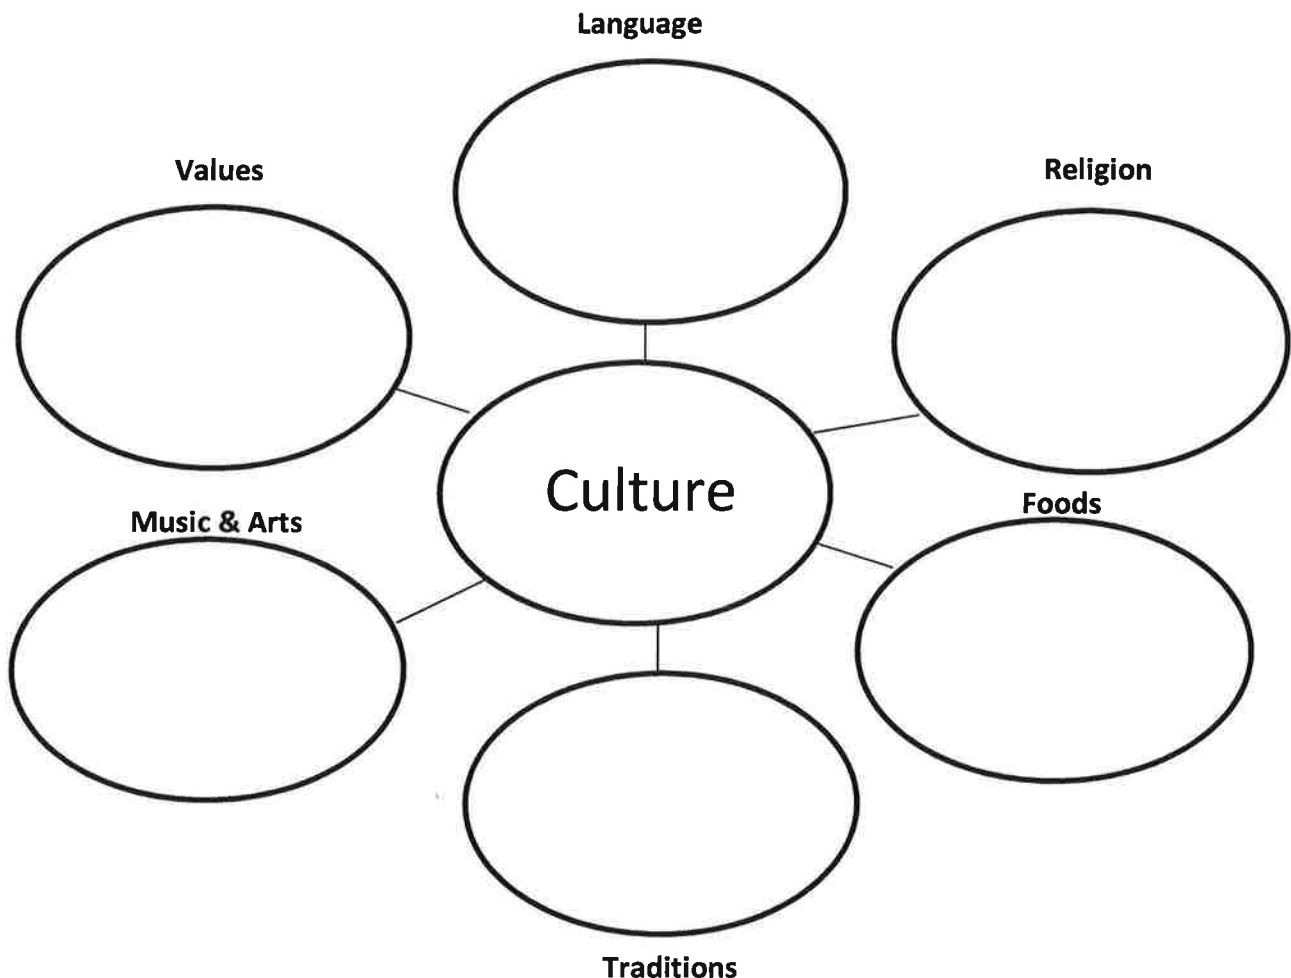 Language
Values
Religion
Culture
Music & Arts
Foods
Traditions